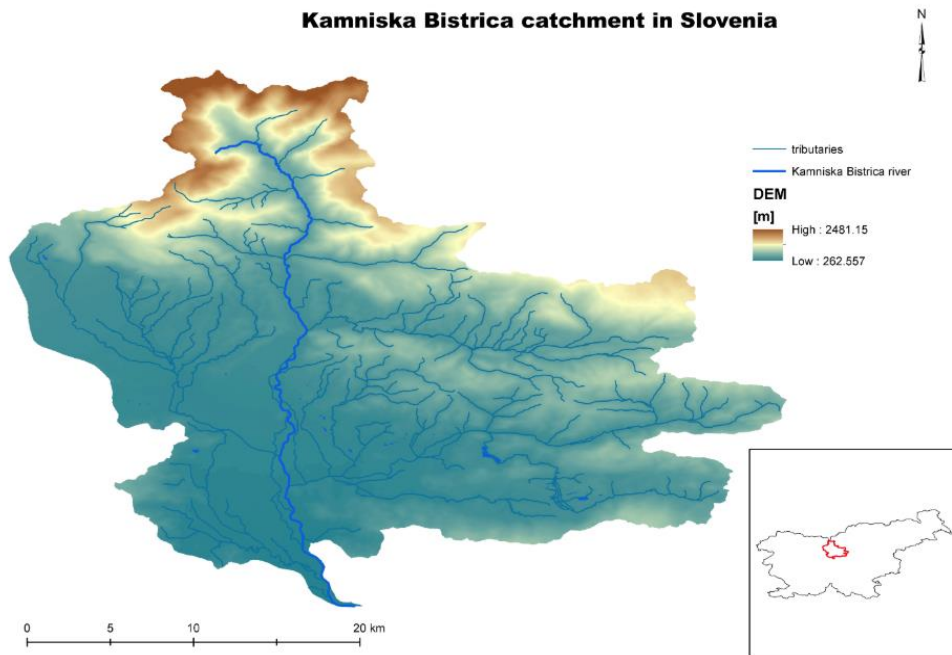 Kamniska Bistrica catchment in Slovenia
N
tributaries
Kamniska Bistrica river
DEM
[m]
High : 2481.15
Low : 262.557
0 5 10 20 km